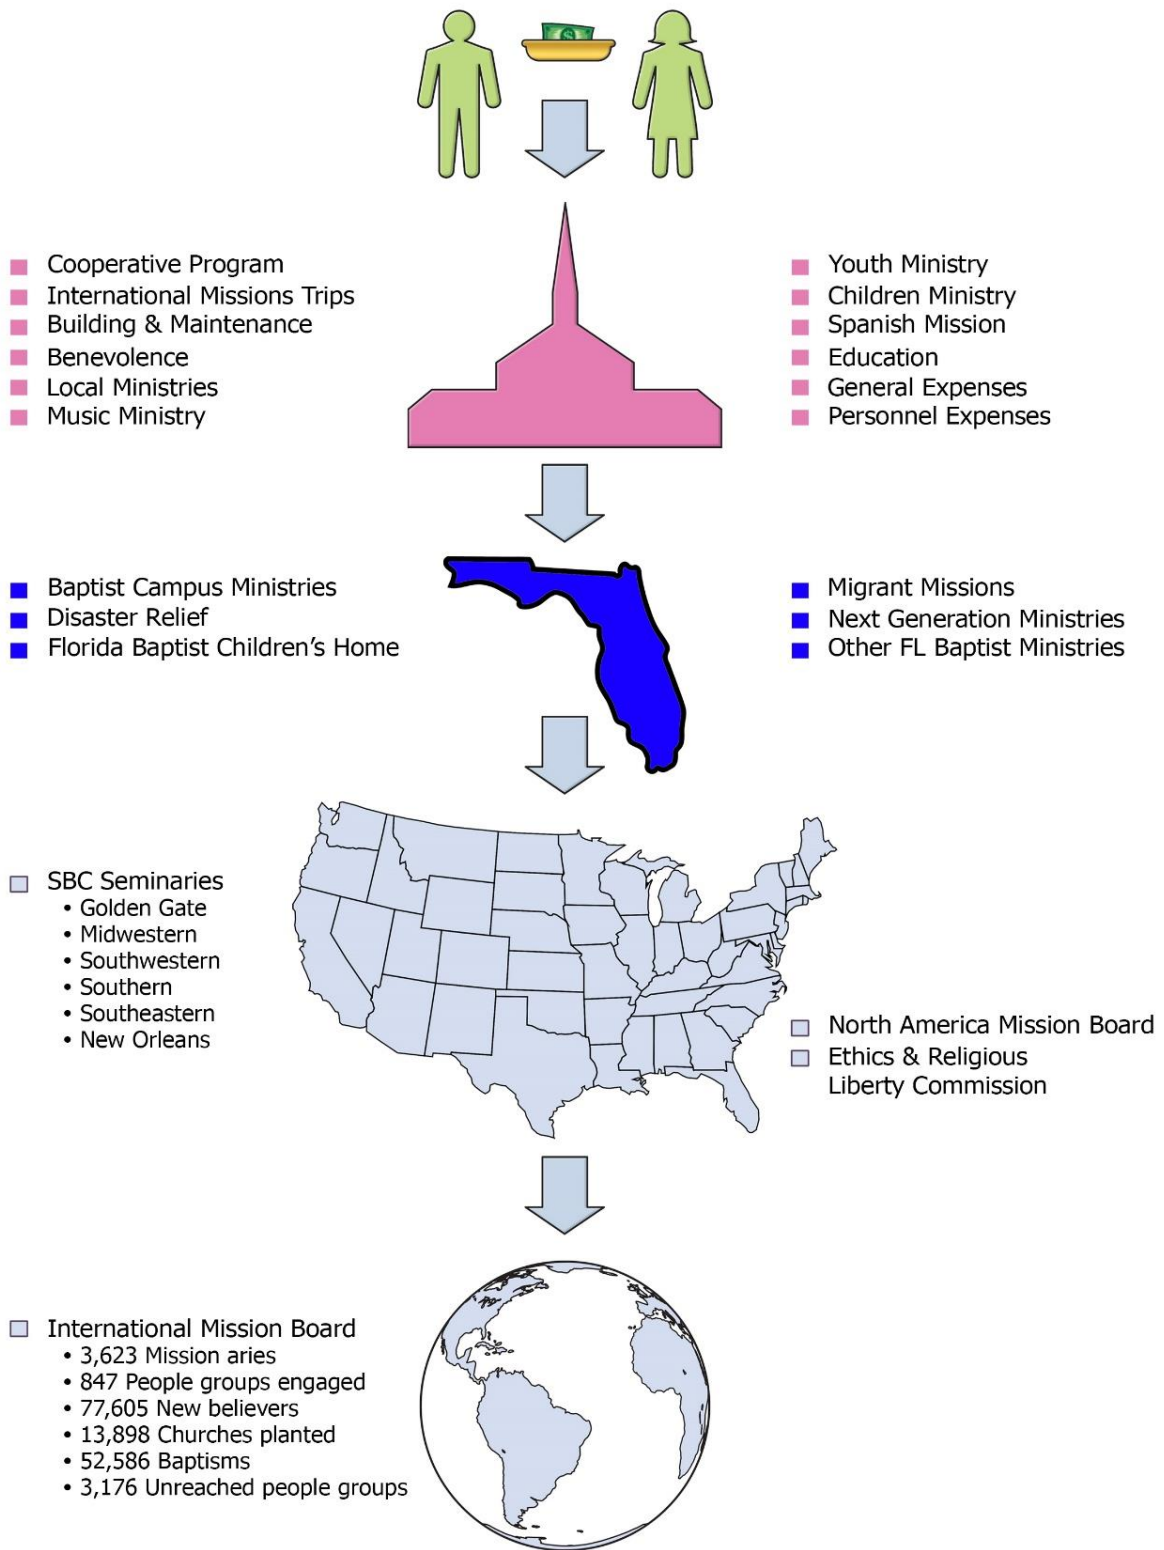 $
Cooperative Program
International Missions Trips
Building & Maintenance
Benevolence
Local Ministries
Music Ministry
Youth Ministry
Children Ministry
Spanish Mission
Education
General Expenses
Personnel Expenses
Baptist Campus Ministries
Disaster Relief
Florida Baptist Children's Home
Migrant Missions
Next Generation Ministries
Other FL Baptist Ministries
SBC Seminaries
• Golden Gate
• Midwestern
• Southwestern
• Southern
• Southeastern
• New Orleans
North America Mission Board
Ethics & Religious
Liberty Commission
International Mission Board
• 3,623 Mission aries
• 847 People groups engaged
• 77,605 New believers
• 13,898 Churches planted
• 52,586 Baptisms
• 3,176 Unreached people groups